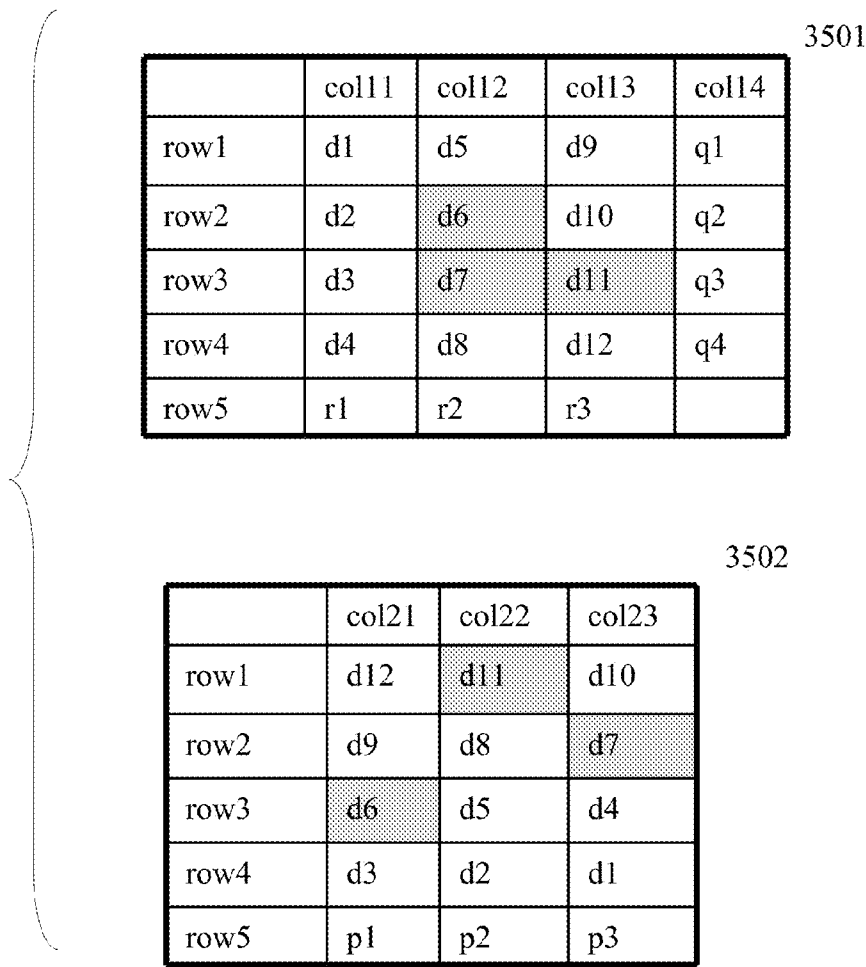 3501
col11 col12 col13 col14
row1 d1 d5 d9 q1
row2 d2 d6 d10 q2
row3 d3 d7 d11 q3
row4 d4 d8 d12 q4
row5 r1 r2 r3
3502
col21 col22 col23
row1 d12 d11 d10
row2 d9 d8 d7
row3 d6 d5 d4
row4 d3 d2 d1
row5 p1 p2 p3